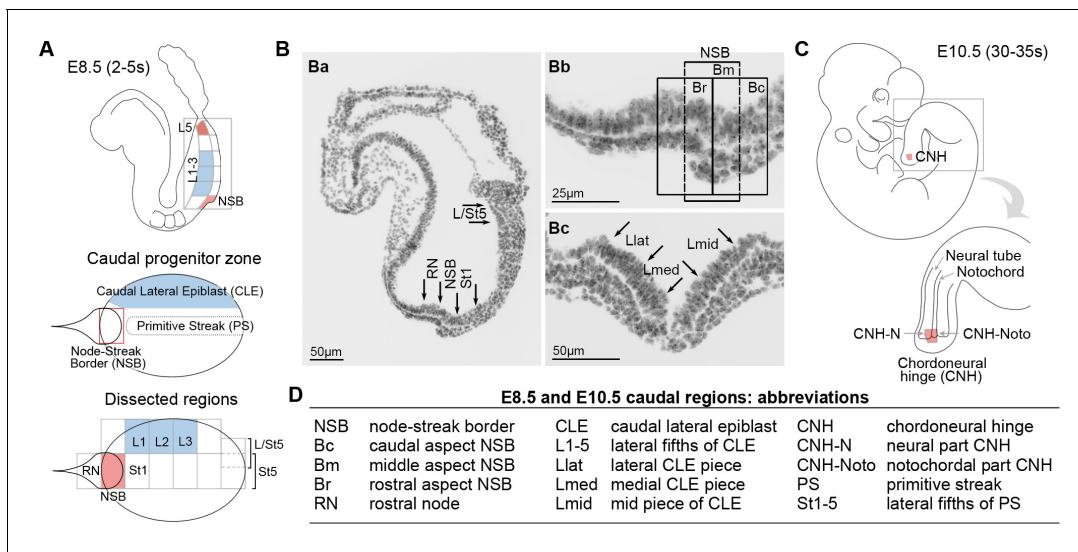 A
E8.5 (2-5s)
L5
L1-3
NSB
Caudal progenitor zone
Caudal Lateral Epiblast (CLE)
Primitive Streak (PS)
Node-Streak
Border (NSB)
Dissected regions
L1 L2 L3
L/St5
RN St1 St5
NSB
B
Ba
L/St5
RN
NSB
St1
50µm
Bb
NSB
Bm
Br Bc
25µm
Bc
Llat Lmid
Lmed
50µm
C
E10.5 (30-35s)
CNH
Neural tube
Notochord
CNH-N CNH-Noto
Chordoneural
hinge (CNH)
D
E8.5 and E10.5 caudal regions: abbreviations
NSB node-streak border CLE caudal lateral epiblast CNH chordoneural hinge
Bc caudal aspect NSB L1-5 lateral fifths of CLE CNH-N neural part CNH
Bm middle aspect NSB Llat lateral CLE piece CNH-Noto notochordal part CNH
Br rostral aspect NSB Lmed medial CLE piece PS primitive streak
RN rostral node Lmid mid piece of CLE St1-5 lateral fifths of PS